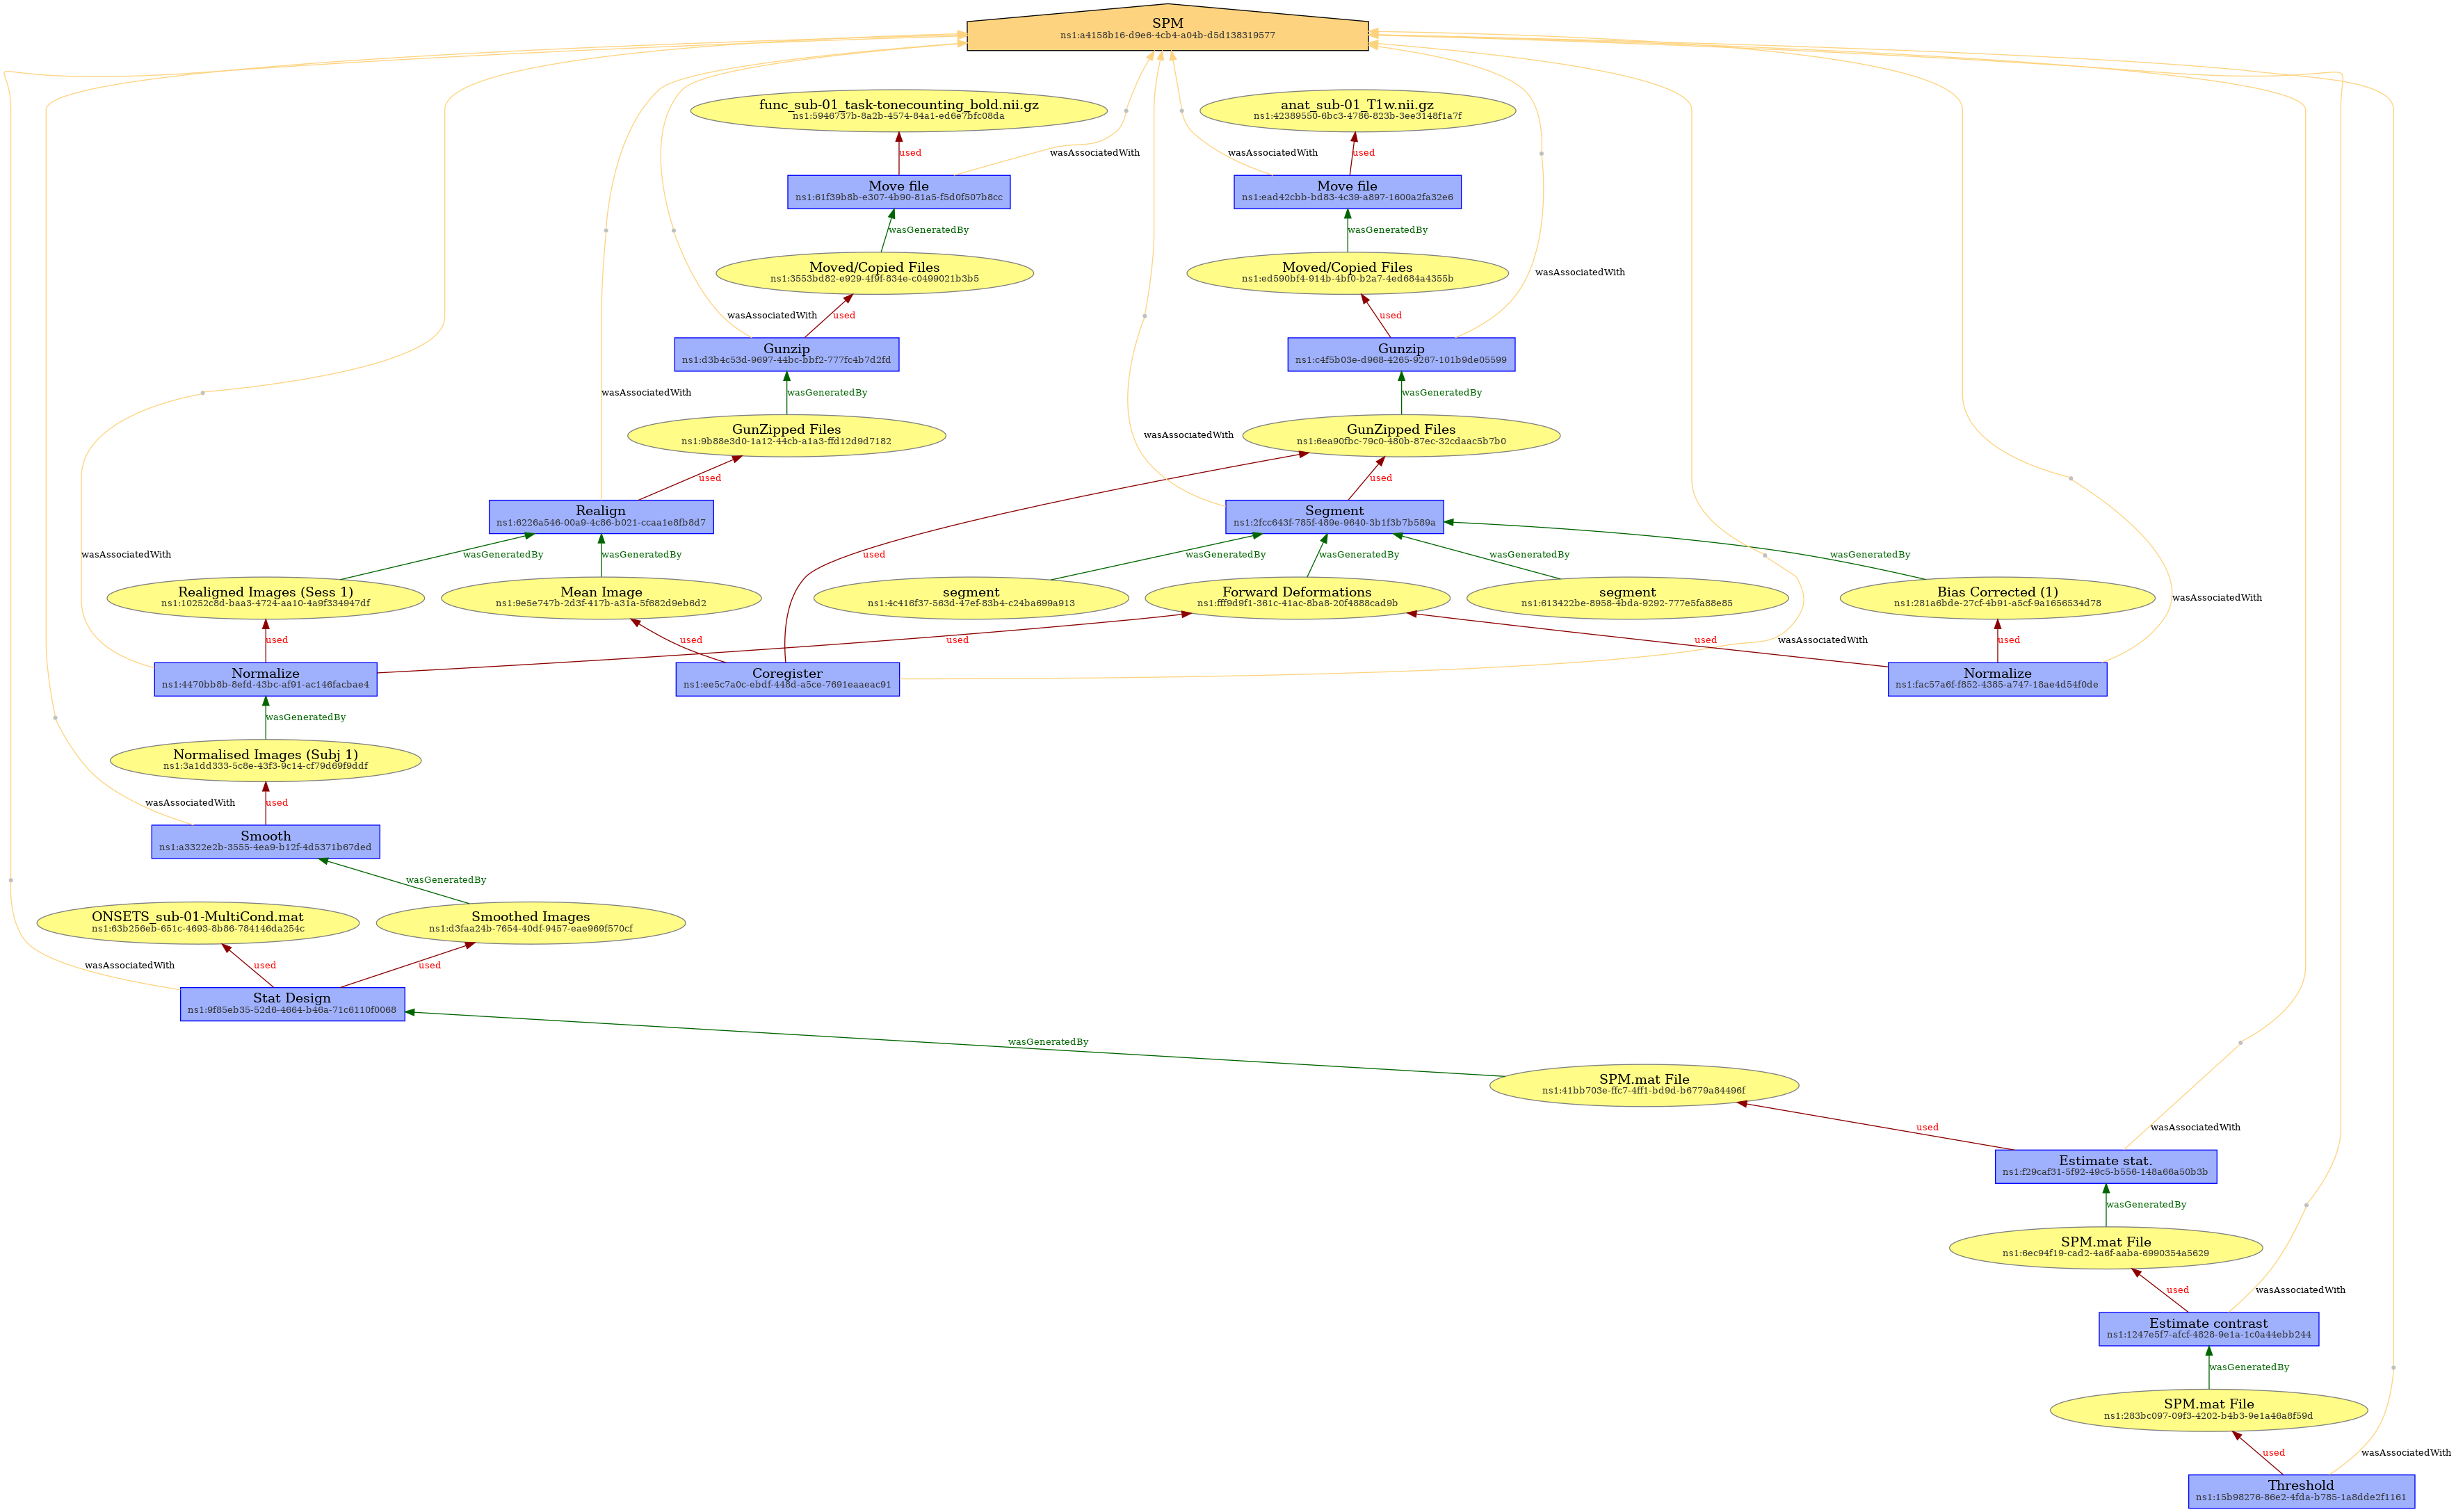 SPM
ns1:a4158b16-d9e6-4cb4-a04b-d5d138319577
func_sub-01_task-tonecounting_bold.nii.gz
ns1:5946737b-8a2b-4574-84a1-ed6e7bfc08da
anat_sub-01_T1w.nii.gz
ns1:42389550-6bc3-4786-823b-3ee3148f1a7f
used
wasAssociatedWith
wasAssociatedWith
used
Move file
ns1:61f39b8b-e307-4b90-81a5-f5d0f507b8cc
Move file
ns1:ead42cbb-bd83-4c39-a897-1600a2fa32e6
wasGeneratedBy
wasGeneratedBy
Moved/Copied Files
ns1:3553bd82-e929-4f9f-834e-c0499021b3b5
Moved/Copied Files
ns1:ed590bf4-914b-4bf0-b2a7-4ed684a4355b
wasAssociatedWith
wasAssociatedWith
used
used
Gunzip
ns1:d3b4c53d-9697-44bc-bbf2-777fc4b7d2fd
Gunzip
ns1:c4f5b03e-d968-4265-9267-101b9de05599
wasAssociatedWith
wasGeneratedBy
wasGeneratedBy
GunZipped Files
ns1:9b88e3d0-1a12-44cb-a1a3-ffd12d9d7182
wasAssociatedWith
GunZipped Files
ns1:6ea90fbc-79c0-480b-87ec-32cdaac5b7b0
used
used
Realign
ns1:6226a546-00a9-4c86-b021-ccaa1e8fb8d7
Segment
ns1:2fcc643f-785f-489e-9640-3b1f3b7b589a
wasAssociatedWith
wasGeneratedBy
wasGeneratedBy
used
wasGeneratedBy
wasGeneratedBy
wasGeneratedBy
wasGeneratedBy
Realigned Images (Sess 1)
ns1:10252c8d-baa3-4724-aa10-4a9f334947df
Mean Image
ns1:9e5e747b-2d3f-417b-a31a-5f682d9eb6d2
segment
ns1:4c416f37-563d-47ef-83b4-c24ba699a913
Forward Deformations
ns1:fff9d9f1-361c-41ac-8ba8-20f4888cad9b
segment
ns1:613422be-8958-4bda-9292-777e5fa88e85
Bias Corrected (1)
ns1:281a6bde-27cf-4b91-a5cf-9a1656534d78
wasAssociatedWith
used
used
used
used
wasAssociatedWith
used
Normalize
ns1:4470bb8b-8efd-43bc-af91-ac146facbae4
Coregister
ns1:ee5c7a0c-ebdf-448d-a5ce-7691eaaeac91
Normalize
ns1:fac57a6f-f852-4385-a747-18ae4d54f0de
wasGeneratedBy
Normalised Images (Subj 1)
ns1:3a1dd333-5c8e-43f3-9c14-cf79d69f9ddf
wasAssociatedWith
used
Smooth
ns1:a3322e2b-3555-4ea9-b12f-4d5371b67ded
wasGeneratedBy
ONSETS_sub-01-MultiCond.mat
ns1:63b256eb-651c-4693-8b86-784146da254c
Smoothed Images
ns1:d3faa24b-7654-40df-9457-eae969f570cf
wasAssociatedWith
used
used
Stat Design
ns1:9f85eb35-52d6-4664-b46a-71c6110f0068
wasGeneratedBy
SPM.mat File
ns1:41bb703e-ffc7-4ff1-bd9d-b6779a84496f
used
wasAssociatedWith
Estimate stat.
ns1:f29caf31-5f92-49c5-b556-148a66a50b3b
wasGeneratedBy
SPM.mat File
ns1:6ec94f19-cad2-4a6f-aaba-6990354a5629
used
wasAssociatedWith
Estimate contrast
ns1:1247e5f7-afcf-4828-9e1a-1c0a44ebb244
wasGeneratedBy
SPM.mat File
ns1:283bc097-09f3-4202-b4b3-9e1a46a8f59d
used
wasAssociatedWith
Threshold
ns1:15b98276-86e2-4fda-b785-1a8dde2f1161